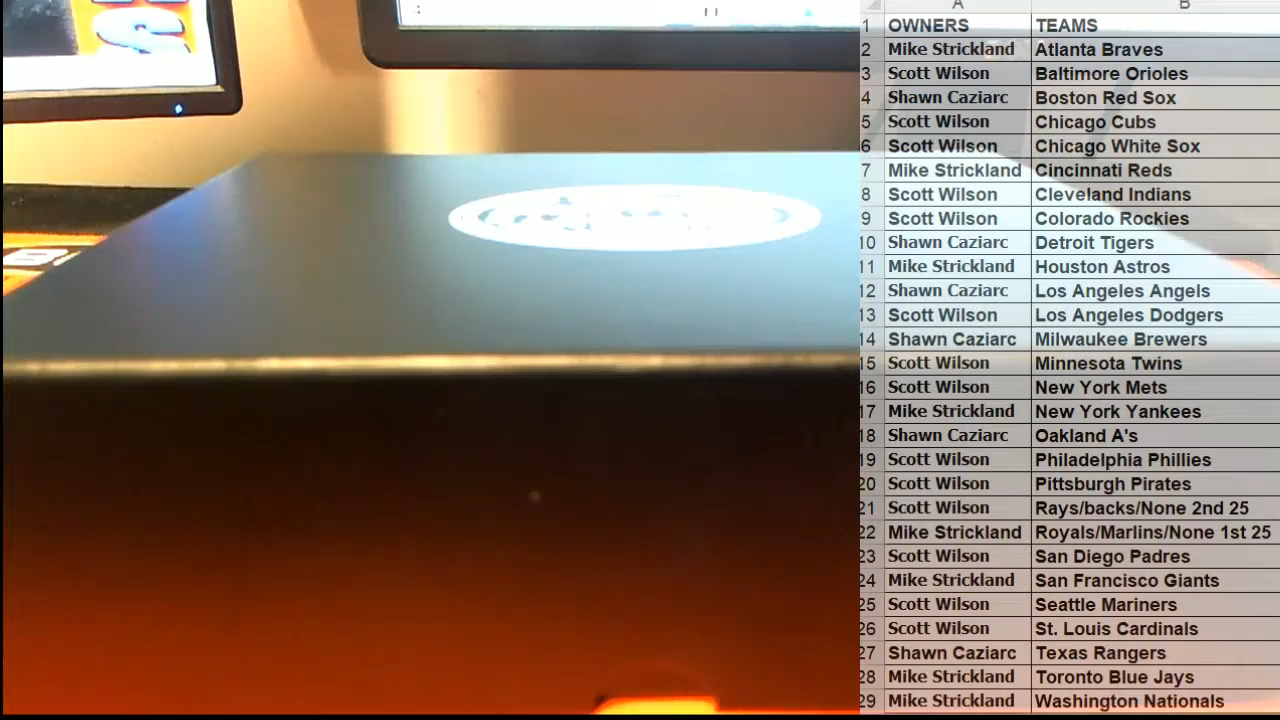 A B
1 OWNERS TEAMS
2 Mike Strickland Atlanta Braves
3 Scott Wilson Baltimore Orioles
4 Shawn Caziarc Boston Red Sox
5 Scott Wilson Chicago Cubs
6 Scott Wilson Chicago White Sox
7 Mike Strickland Cincinnati Reds
8 Scott Wilson Cleveland Indians
9 Scott Wilson Colorado Rockies
10 Shawn Caziarc Detroit Tigers
11 Mike Strickland Houston Astros
12 Shawn Caziarc Los Angeles Angels
13 Scott Wilson Los Angeles Dodgers
14 Shawn Caziarc Milwaukee Brewers
15 Scott Wilson Minnesota Twins
16 Scott Wilson New York Mets
17 Mike Strickland New York Yankees
18 Shawn Caziarc Oakland A's
19 Scott Wilson Philadelphia Phillies
20 Scott Wilson Pittsburgh Pirates
21 Scott Wilson Rays/backs/None 2nd 25
22 Mike Strickland Royals/Marlins/None 1st 25
23 Scott Wilson San Diego Padres
24 Mike Strickland San Francisco Giants
25 Scott Wilson Seattle Mariners
26 Scott Wilson St. Louis Cardinals
27 Shawn Caziarc Texas Rangers
28 Mike Strickland Toronto Blue Jays
29 Mike Strickland Washington Nationals